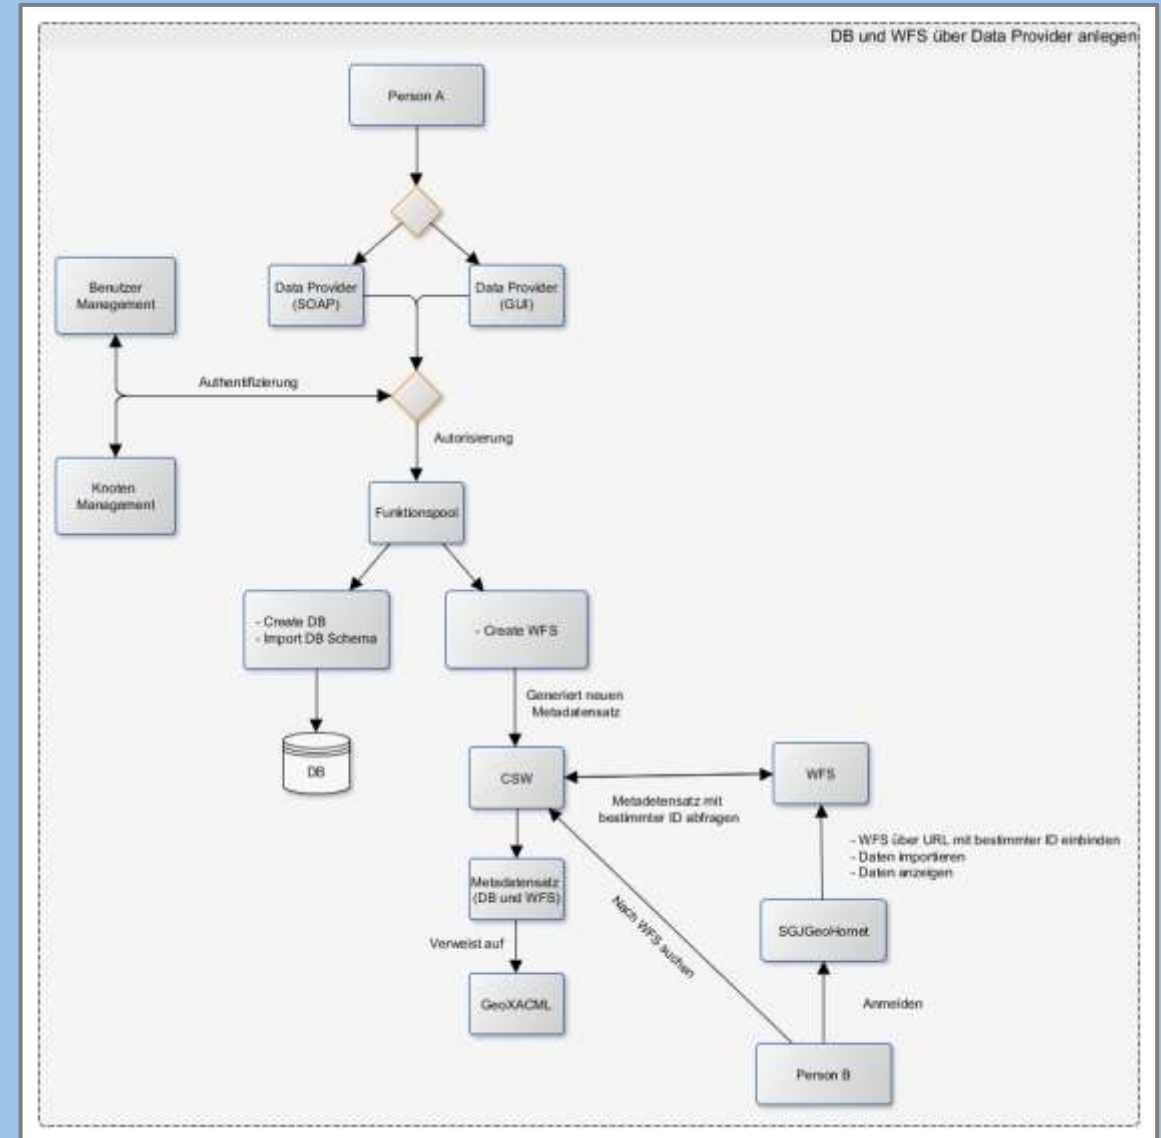 DB und WFS über Data Provider anlegen
Person A
Data Provider
(SOAP)
Data Provider
(GUI)
Benutzer
Management
Authentifizierung
Autorisierung
Knoten
Management
Funktionspool
- Create DB
- Import DB Schema
- Create WFS
Generiert neuen
Metadatensatz
DB
CSW
WFS
Metadetensatz mit
bestimmter ID abfragen
- WFS über URL mit bestimmter ID einbinden
- Daten importieren
- Daten anzeigen
Metadatensatz
(DB und WFS)
Nach WFS suchen
SGJGeoHornet
Verweist auf
GeoXACML
Anmelden
Person B